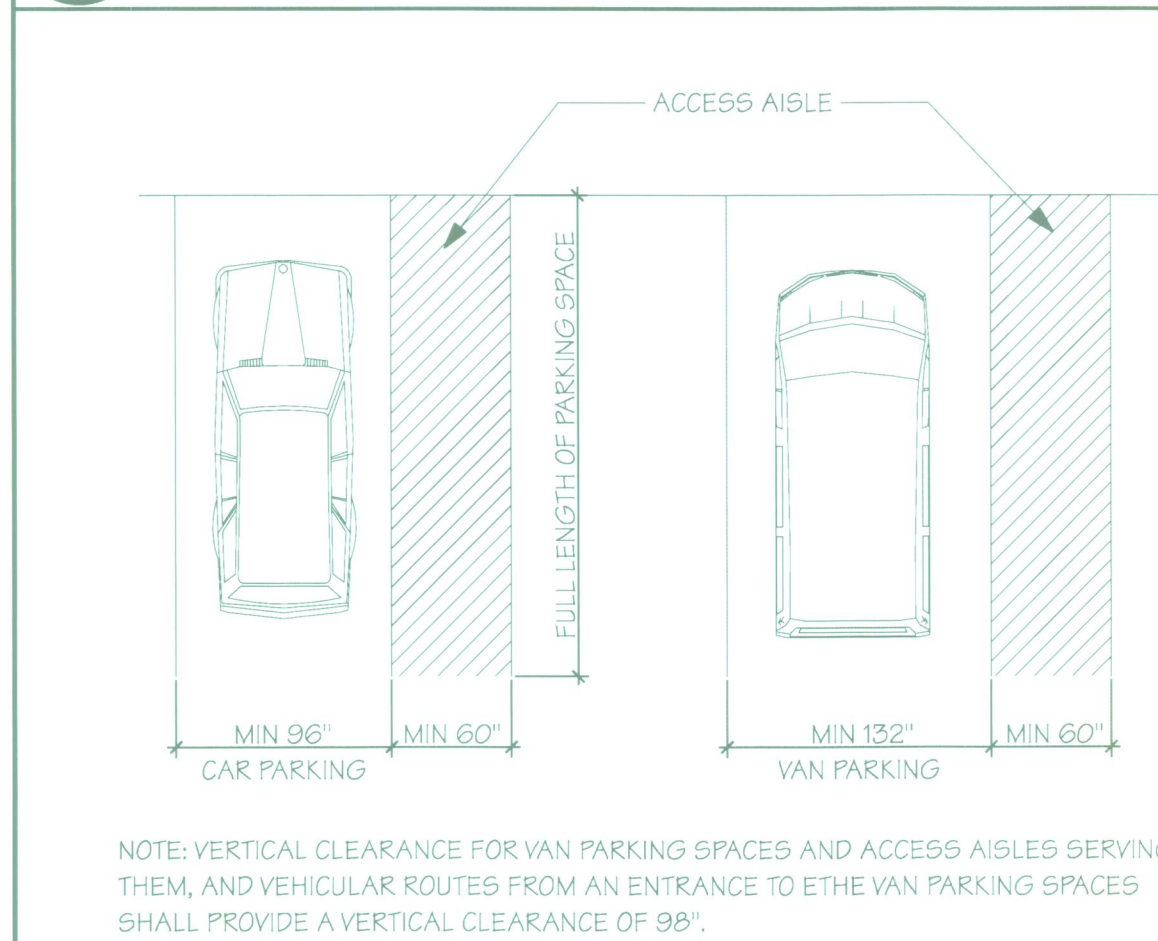 ACCESS AISLE
FULL LENGTH OF PARKING SPACE
MIN 96" MIN 60" MIN 132" MIN 60"
CAR PARKING VAN PARKING
NOTE: VERTICAL CLEARANCE FOR VAN PARKING SPACES AND ACCESS AISLES SERVING
THEM, AND VEHICULAR ROUTES FROM AN ENTRANCE TO ETHE VAN PARKING SPACES
SHALL PROVIDE A VERTICAL CLEARANCE OF 98".